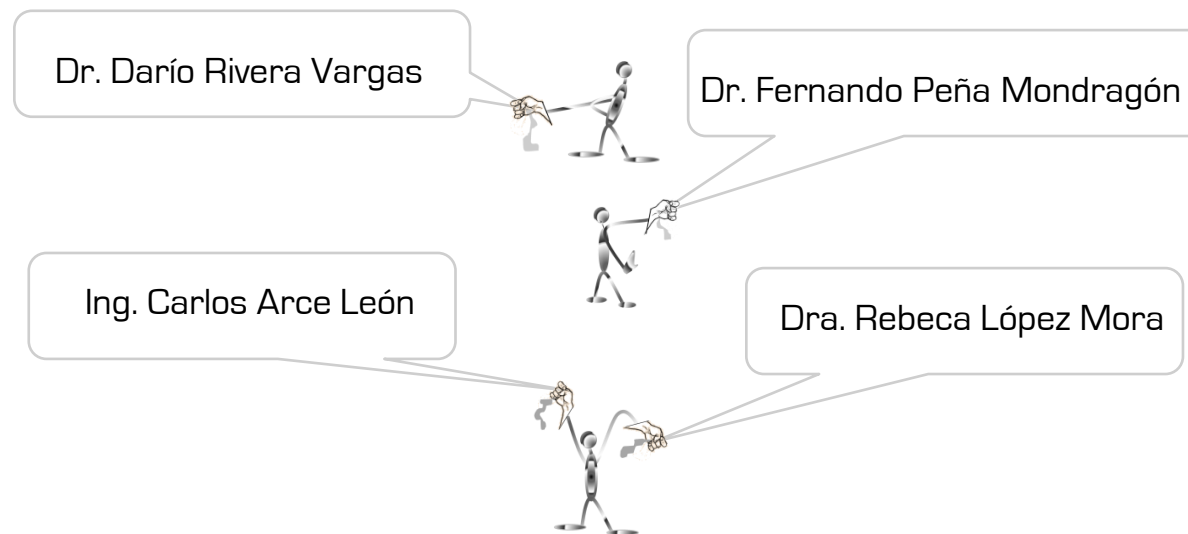 Dr. Darío Rivera Vargas
Dr. Fernando Peña Mondragón
Ing. Carlos Arce León
Dra. Rebeca López Mora